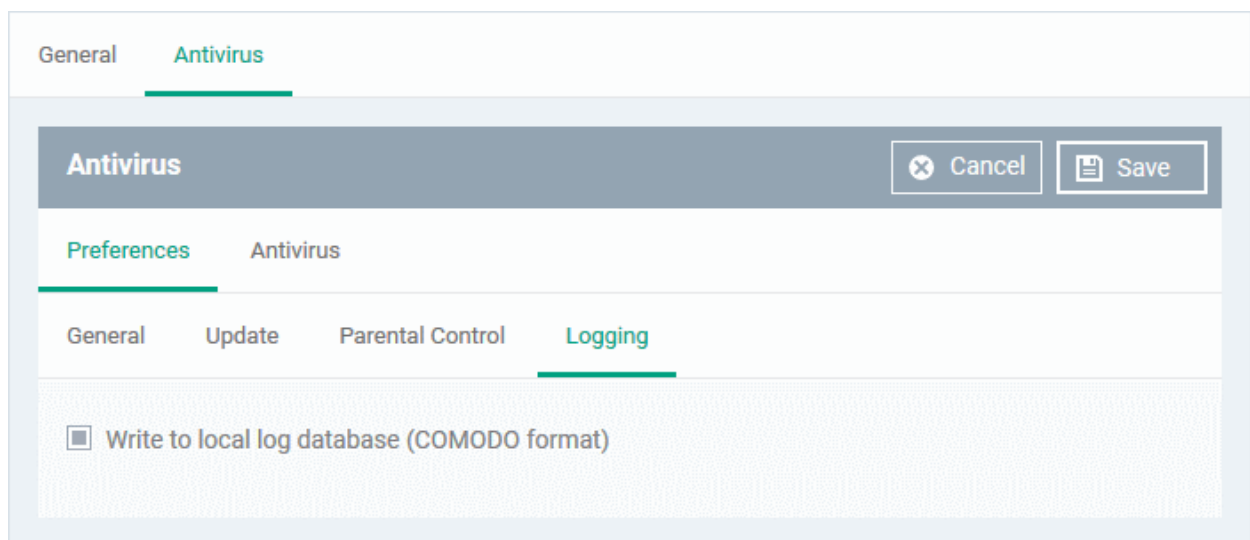 General Antivirus
Antivirus Cancel Save
Preferences Antivirus
General Update Parental Control Logging
Write to local log database (COMODO format)